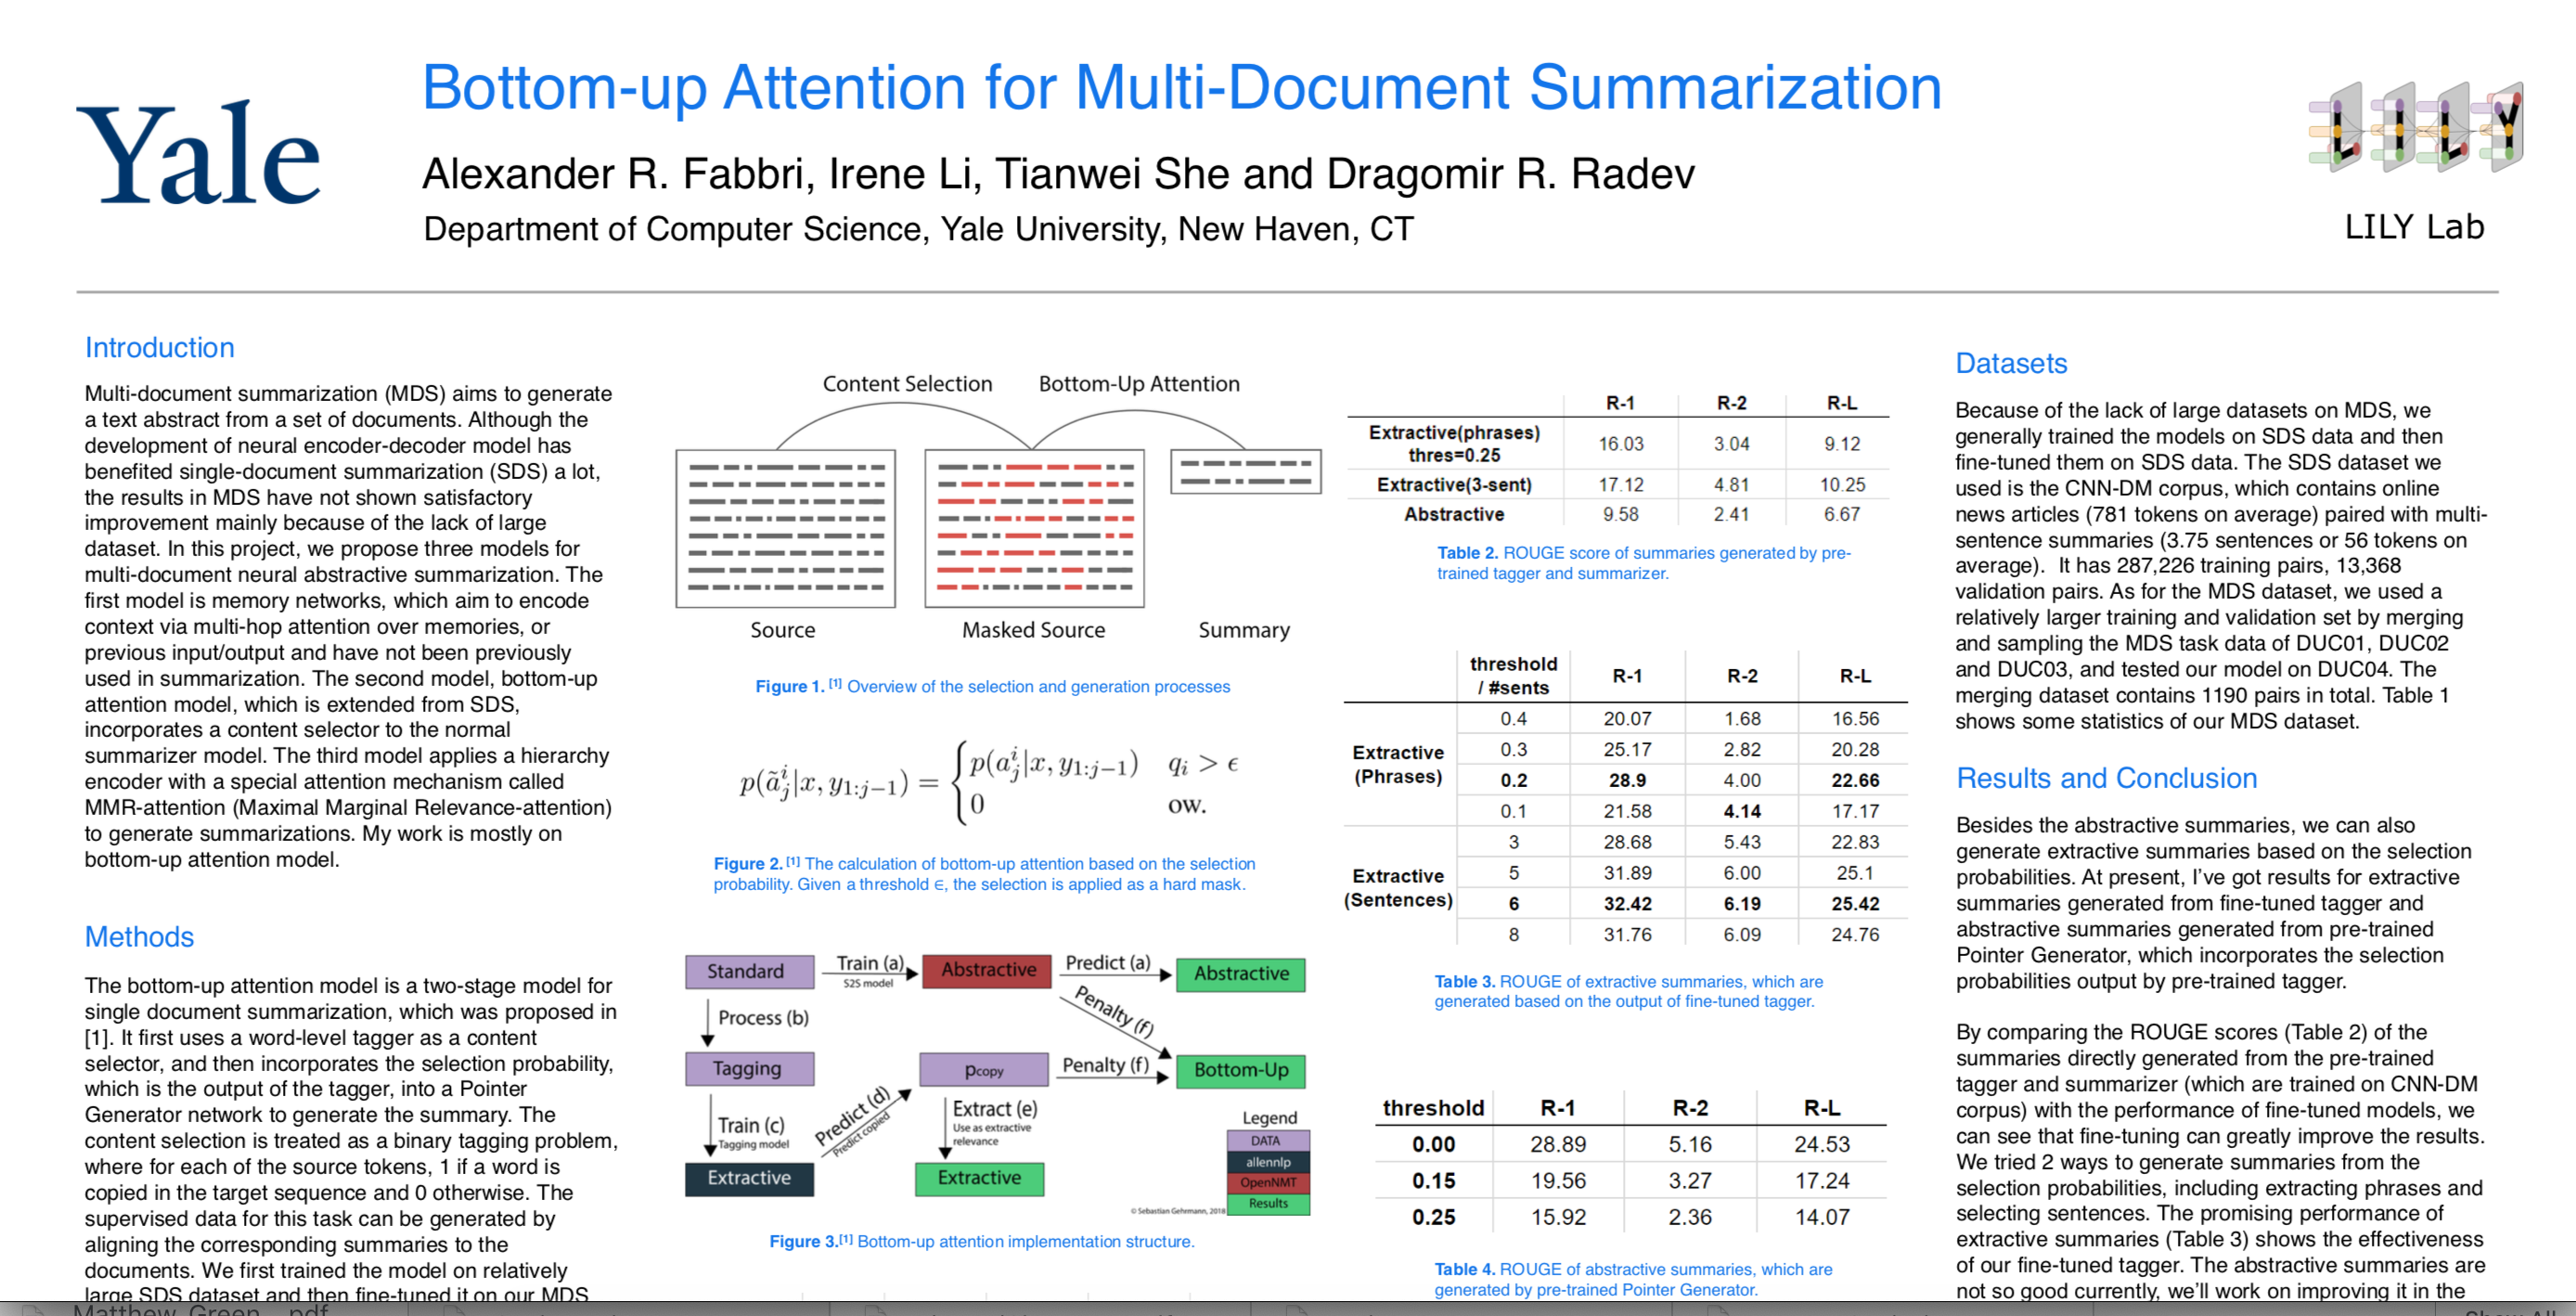 Yale
Bottom-up Attention for Multi-Document Summarization
Alexander R. Fabbri, Irene Li, Tianwei She and Dragomir R. Radev
Department of Computer Science, Yale University, New Haven, CT
LILY
LILY Lab
Introduction
Multi-document summarization (MDS) aims to generate
a text abstract from a set of documents. Although the
development of neural encoder-decoder model has
benefited single-document summarization (SDS) a lot,
the results in MDS have not shown satisfactory
improvement mainly because of the lack of large
dataset. In this project, we propose three models for
multi-document neural abstractive summarization. The
first model is memory networks, which aim to encode
context via multi-hop attention over memories, or
previous input/output and have not been previously
used in summarization. The second model, bottom-up
attention model, which is extended from SDS,
incorporates a content selector to the normal
summarizer model. The third model applies a hierarchy
encoder with a special attention mechanism called
MMR-attention (Maximal Marginal Relevance-attention)
to generate summarizations. My work is mostly on
bottom-up attention model.
Methods
The bottom-up attention model is a two-stage model for
single document summarization, which was proposed in
[1]. It first uses a word-level tagger as a content
selector, and then incorporates the selection probability,
which is the output of the tagger, into a Pointer
Generator network to generate the summary. The
content selection is treated as a binary tagging problem,
where for each of the source tokens, 1 if a word is
copied in the target sequence and 0 otherwise. The
supervised data for this task can be generated by
aligning the corresponding summaries to the
documents. We first trained the model on relatively
large SDS dataset and then fine-tuned it on our MDS
Content Selection Bottom-Up Attention
Source Masked Source Summary
Figure 1. [1] Overview of the selection and generation processes
p(ã_j^i|x, y_{1:j−1}) = { p(a_j^i|x, y_{1:j−1}) q_i > ϵ
0 ow.
Figure 2. [1] The calculation of bottom-up attention based on the selection
probability. Given a threshold ∈, the selection is applied as a hard mask.
Standard Train (a) S2S model Abstractive Predict (a) Abstractive
Process (b) Penalty (f)
Tagging pcopy Penalty (f) Bottom-Up
Train (c) Tagging model Predict (d) Predict copied Extract (e) Use as extractive relevance
Extractive Extractive
Legend
DATA
allennlp
OpenNMT
Results
© Sebastian Gehrmann, 2018
Figure 3.[1] Bottom-up attention implementation structure.
R-1 R-2 R-L
Extractive(phrases) thres=0.25 16.03 3.04 9.12
Extractive(3-sent) 17.12 4.81 10.25
Abstractive 9.58 2.41 6.67
Table 2. ROUGE score of summaries generated by pre-
trained tagger and summarizer.
threshold / #sents R-1 R-2 R-L
Extractive (Phrases)
0.4 20.07 1.68 16.56
0.3 25.17 2.82 20.28
0.2 28.9 4.00 22.66
0.1 21.58 4.14 17.17
Extractive (Sentences)
3 28.68 5.43 22.83
5 31.89 6.00 25.1
6 32.42 6.19 25.42
8 31.76 6.09 24.76
Table 3. ROUGE of extractive summaries, which are
generated based on the output of fine-tuned tagger.
threshold R-1 R-2 R-L
0.00 28.89 5.16 24.53
0.15 19.56 3.27 17.24
0.25 15.92 2.36 14.07
Table 4. ROUGE of abstractive summaries, which are
generated by pre-trained Pointer Generator.
Datasets
Because of the lack of large datasets on MDS, we
generally trained the models on SDS data and then
fine-tuned them on SDS data. The SDS dataset we
used is the CNN-DM corpus, which contains online
news articles (781 tokens on average) paired with multi-
sentence summaries (3.75 sentences or 56 tokens on
average). It has 287,226 training pairs, 13,368
validation pairs. As for the MDS dataset, we used a
relatively larger training and validation set by merging
and sampling the MDS task data of DUC01, DUC02
and DUC03, and tested our model on DUC04. The
merging dataset contains 1190 pairs in total. Table 1
shows some statistics of our MDS dataset.
Results and Conclusion
Besides the abstractive summaries, we can also
generate extractive summaries based on the selection
probabilities. At present, I've got results for extractive
summaries generated from fine-tuned tagger and
abstractive summaries generated from pre-trained
Pointer Generator, which incorporates the selection
probabilities output by pre-trained tagger.
By comparing the ROUGE scores (Table 2) of the
summaries directly generated from the pre-trained
tagger and summarizer (which are trained on CNN-DM
corpus) with the performance of fine-tuned models, we
can see that fine-tuning can greatly improve the results.
We tried 2 ways to generate summaries from the
selection probabilities, including extracting phrases and
selecting sentences. The promising performance of
extractive summaries (Table 3) shows the effectiveness
of our fine-tuned tagger. The abstractive summaries are
not so good currently, we'll work on improving it in the